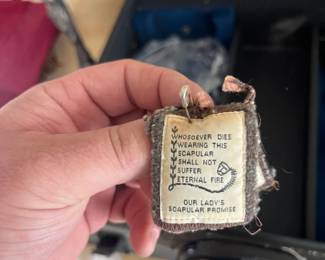 WHOSOEVER DIES
WEARING THIS
SCAPULAR
SHALL NOT
SUFFER
ETERNAL FIRE
OUR LADY'S
SCAPULAR PROMISE